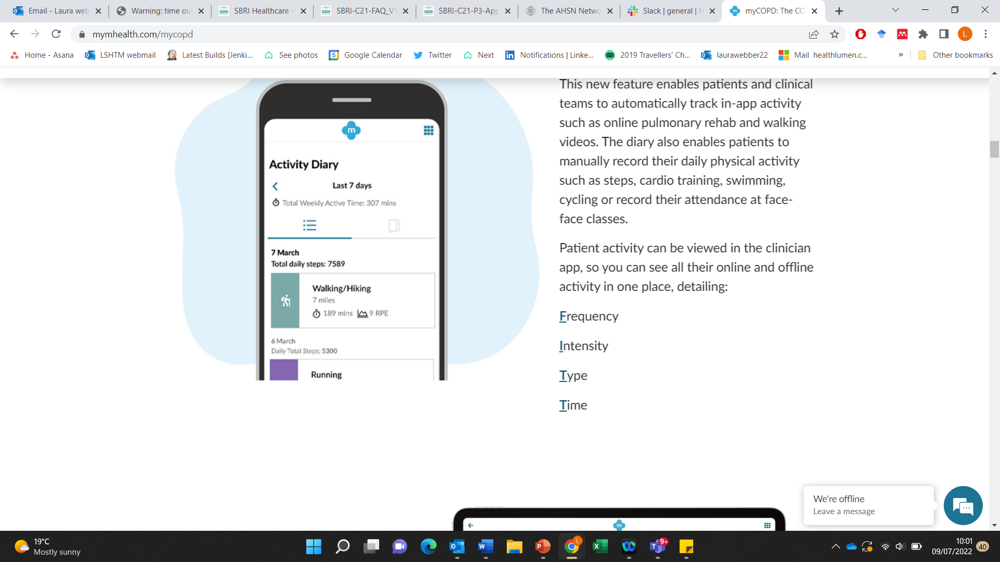 Email - Laura web
Warning: time out
SBRI Healthcare -
SBRI-C21-FAQ_V1
SBRI-C21-P3-App
The AHSN Netwo
Slack | general | H
myCOPD: The CO
mymhealth.com/mycopd
L
Home - Asana
LSHTM webmail
Latest Builds [Jenki...
See photos
5
Google Calendar
Twitter
Next
Notifications | Linke...
2019 Travellers' Ch...
laurawebber22
Mail healthlumen.c...
»
Other bookmarks
m
Activity Diary
Last 7 days
Total Weekly Active Time: 307 mins
7 March
Total daily steps: 7589
Walking/Hiking
7 miles
189 mins 9 RPE
6 March
Daily Total Steps: 5300
Running
This new feature enables patients and clinical
teams to automatically track in-app activity
such as online pulmonary rehab and walking
videos. The diary also enables patients to
manually record their daily physical activity
such as steps, cardio training, swimming,
cycling or record their attendance at face-
face classes.
Patient activity can be viewed in the clinician
app, so you can see all their online and offline
activity in one place, detailing:
Frequency
Intensity
Type
Time
We're offline
Leave a message
m
19°C
Mostly sunny
9+
10:01
09/07/2022
40